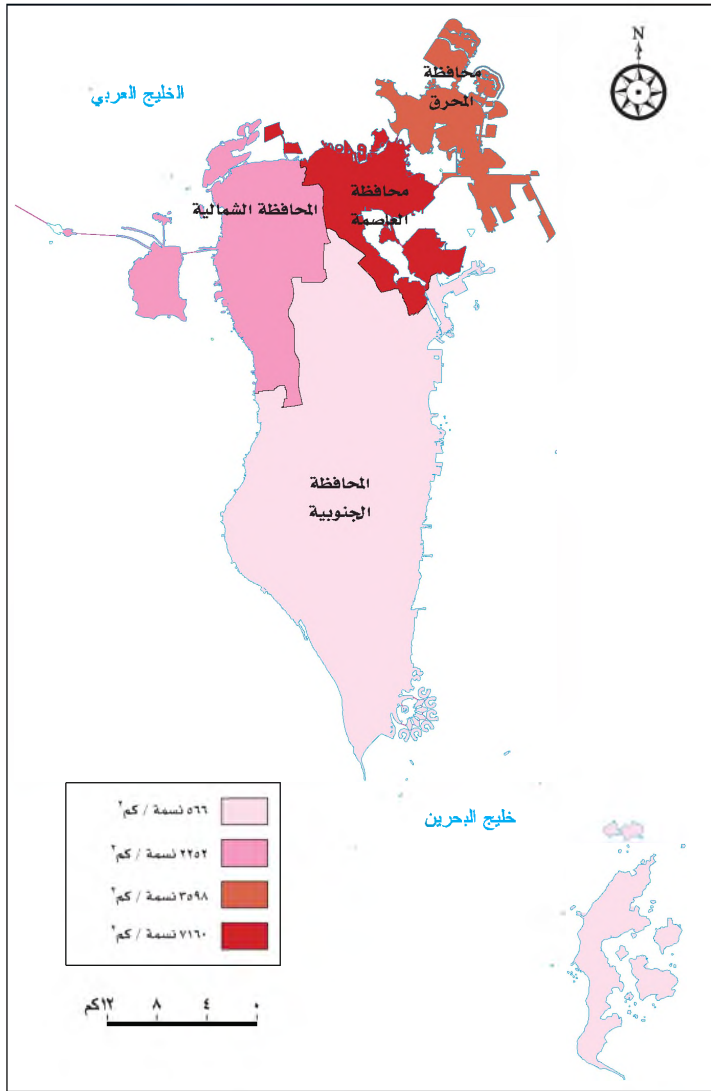 N
الخليج العربي
محافظة
المحرق
محافظة
العاصمة
المحافظة الشمالية
المحافظة
الجنوبية
خليج البحرين
٥٦٦ نسمة / كم٢
٢٢٥٢ نسمة / كم٢
٣٥٩٨ نسمة / كم٢
٧١٦٠ نسمة / كم٢
٠ ٤ ٨ ١٢كم